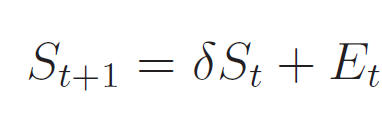 S_{t+1} = δS_t + E_t